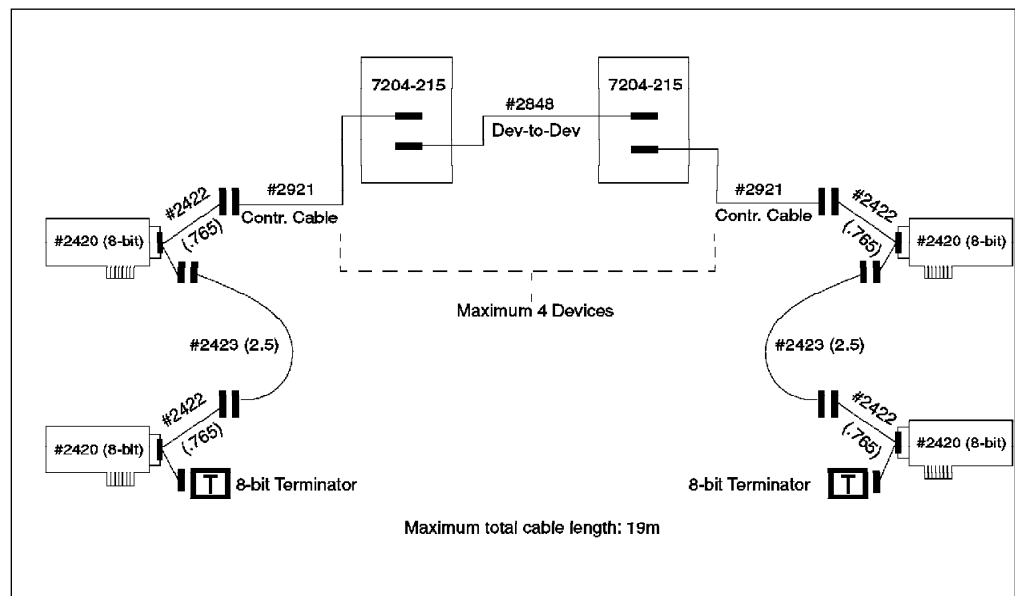 7204-215
7204-215
#2848
Dev-to-Dev
#2422
(.765)
#2921
Contr. Cable
#2921
Contr. Cable
#2422
(.765)
#2420 (8-bit)
#2420 (8-bit)
Maximum 4 Devices
#2423 (2.5)
#2423 (2.5)
#2422
(.765)
#2422
(.765)
#2420 (8-bit)
#2420 (8-bit)
T
8-bit Terminator
8-bit Terminator
T
Maximum total cable length: 19m